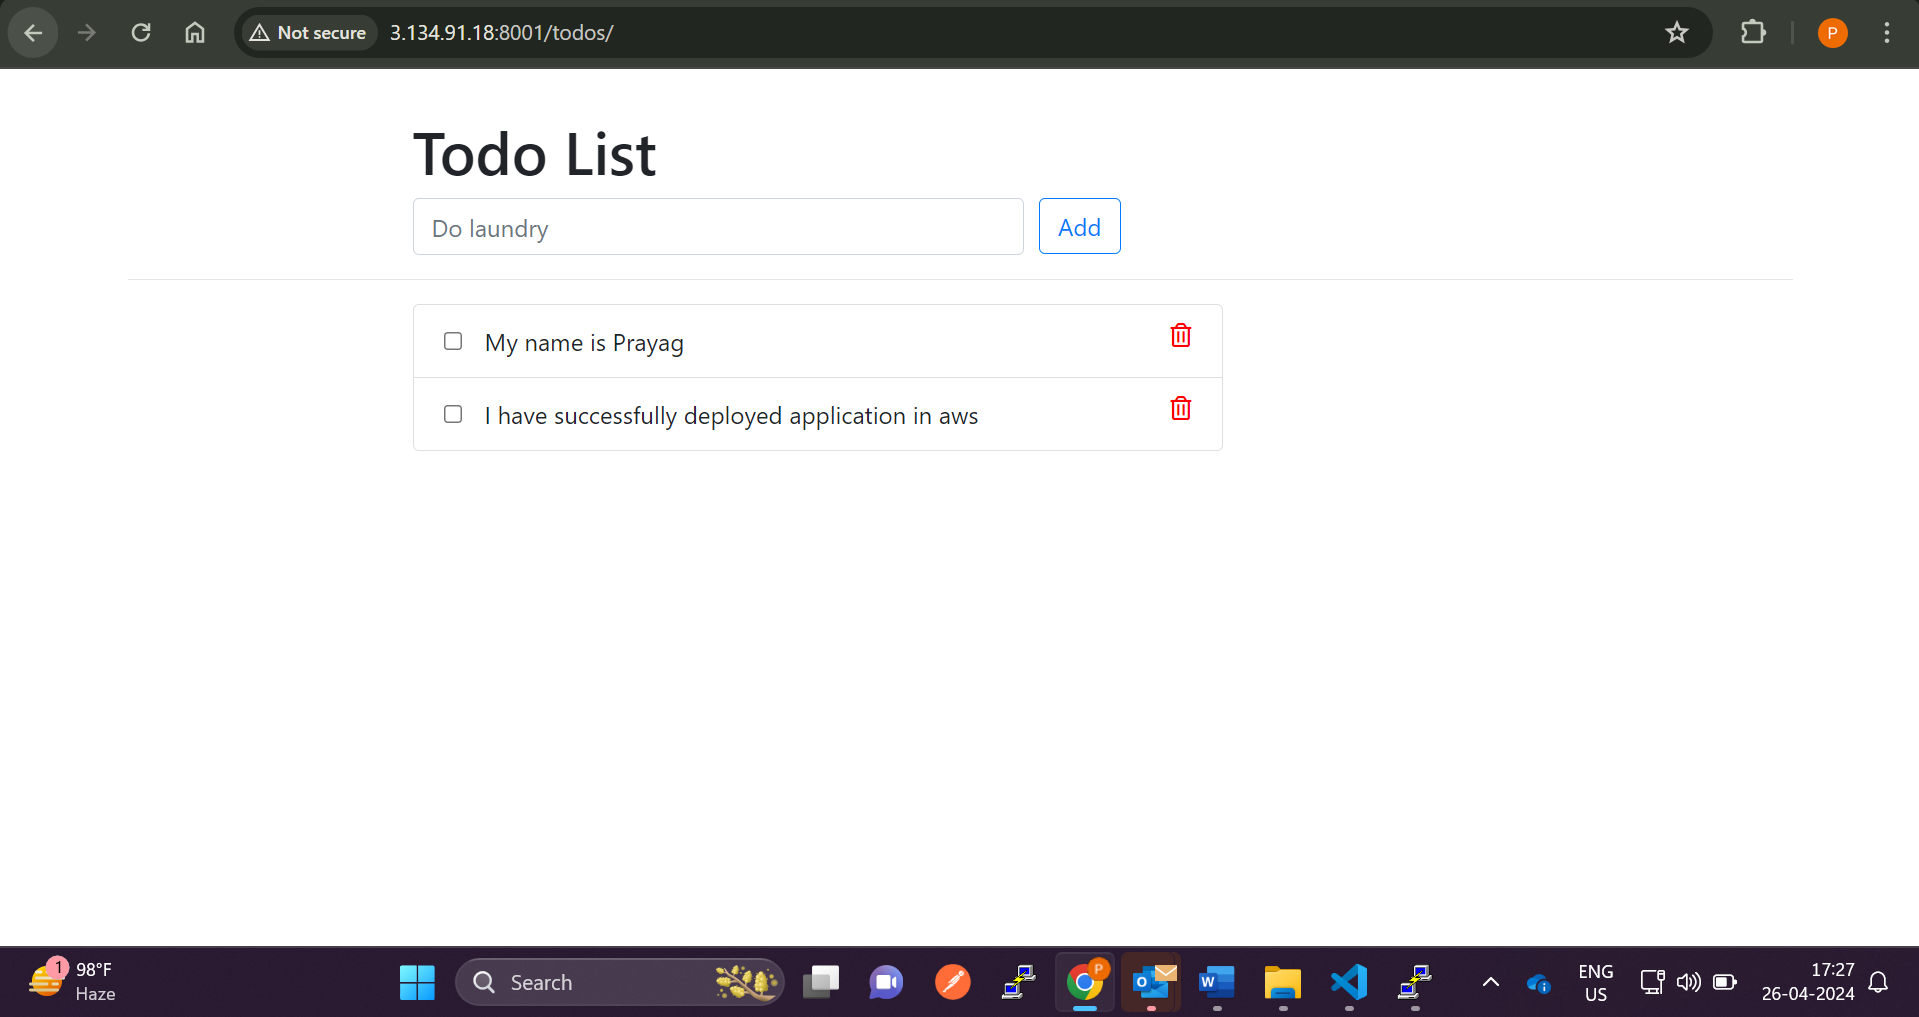 Not secure 3.134.91.18:8001/todos/
P
Todo List
Do laundry
Add
My name is Prayag
I have successfully deployed application in aws
1
98°F
Haze
Search
P
O
W
ENG
US
17:27
26-04-2024